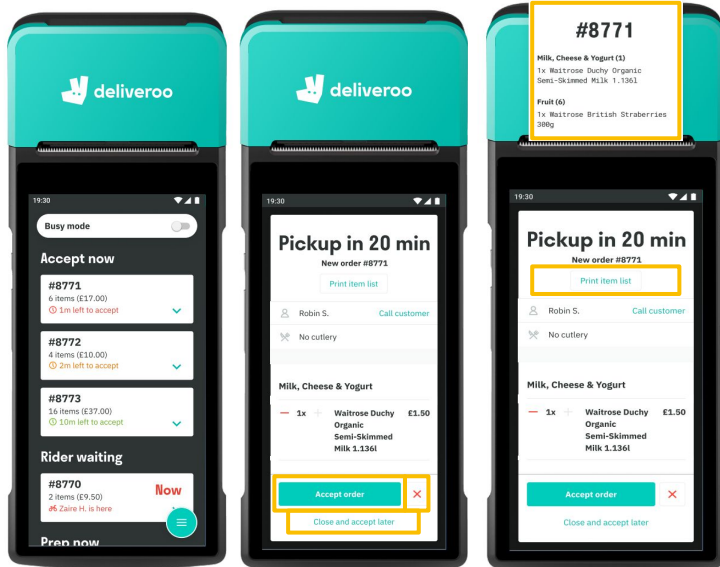 deliveroo
19:30
Busy mode
Accept now
#8771
6 items (£17.00)
1m left to accept
#8772
4 items (£10.00)
2m left to accept
#8773
16 items (£37.00)
10m left to accept
Rider waiting
#8770
2 items (£9.50)
Now
Zaire H. is here
Prep now
deliveroo
19:30
Pickup in 20 min
New order #8771
Print item list
Robin S. Call customer
No cutlery
Milk, Cheese & Yogurt
1x Waitrose Duchy £1.50
Organic
Semi-Skimmed
Milk 1.136l
Accept order
Close and accept later
#8771
Milk, Cheese & Yogurt (1)
1x Waitrose Duchy Organic
Semi-Skimmed Milk 1.136l
Fruit (6)
1x Waitrose British Straberries
300g
19:30
Pickup in 20 min
New order #8771
Print item list
Robin S. Call customer
No cutlery
Milk, Cheese & Yogurt
1x Waitrose Duchy £1.50
Organic
Semi-Skimmed
Milk 1.136l
Accept order
Close and accept later